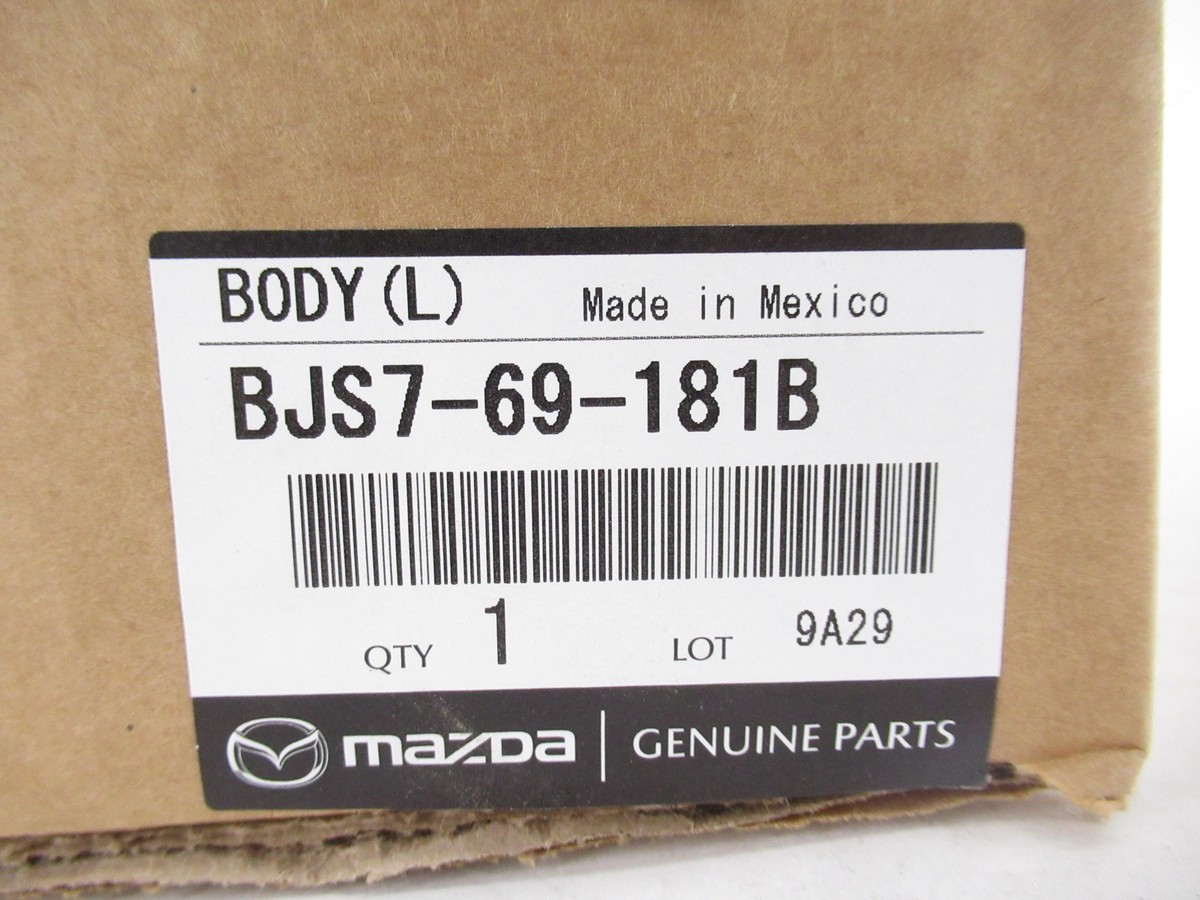 BODY(L) Made in Mexico
BJS7-69-181B
QTY 1 LOT 9A29
mazda GENUINE PARTS